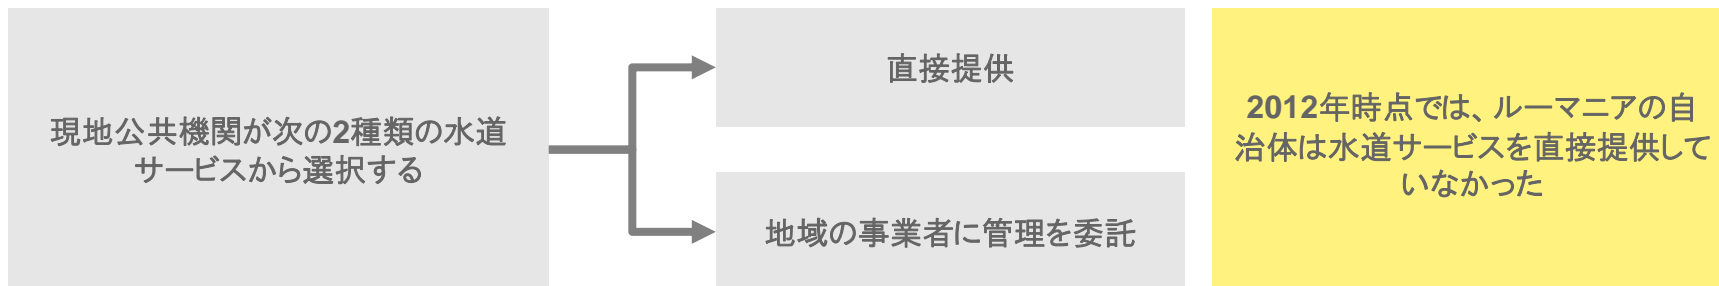 現地公共機関が次の2種類の水道
サービスから選択する
直接提供
地域の事業者に管理を委託
2012年時点では、ルーマニアの自
治体は水道サービスを直接提供して
いなかった